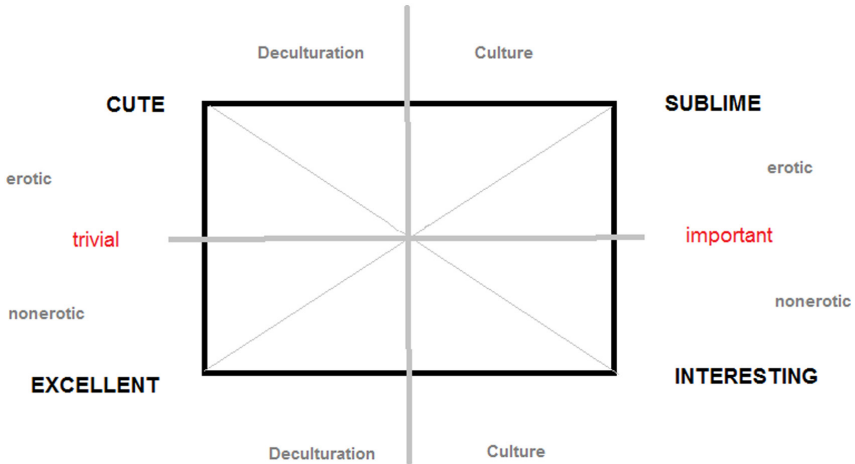 Deculturation Culture
CUTE SUBLIME
erotic erotic
trivial important
nonerotic nonerotic
EXCELLENT INTERESTING
Deculturation Culture